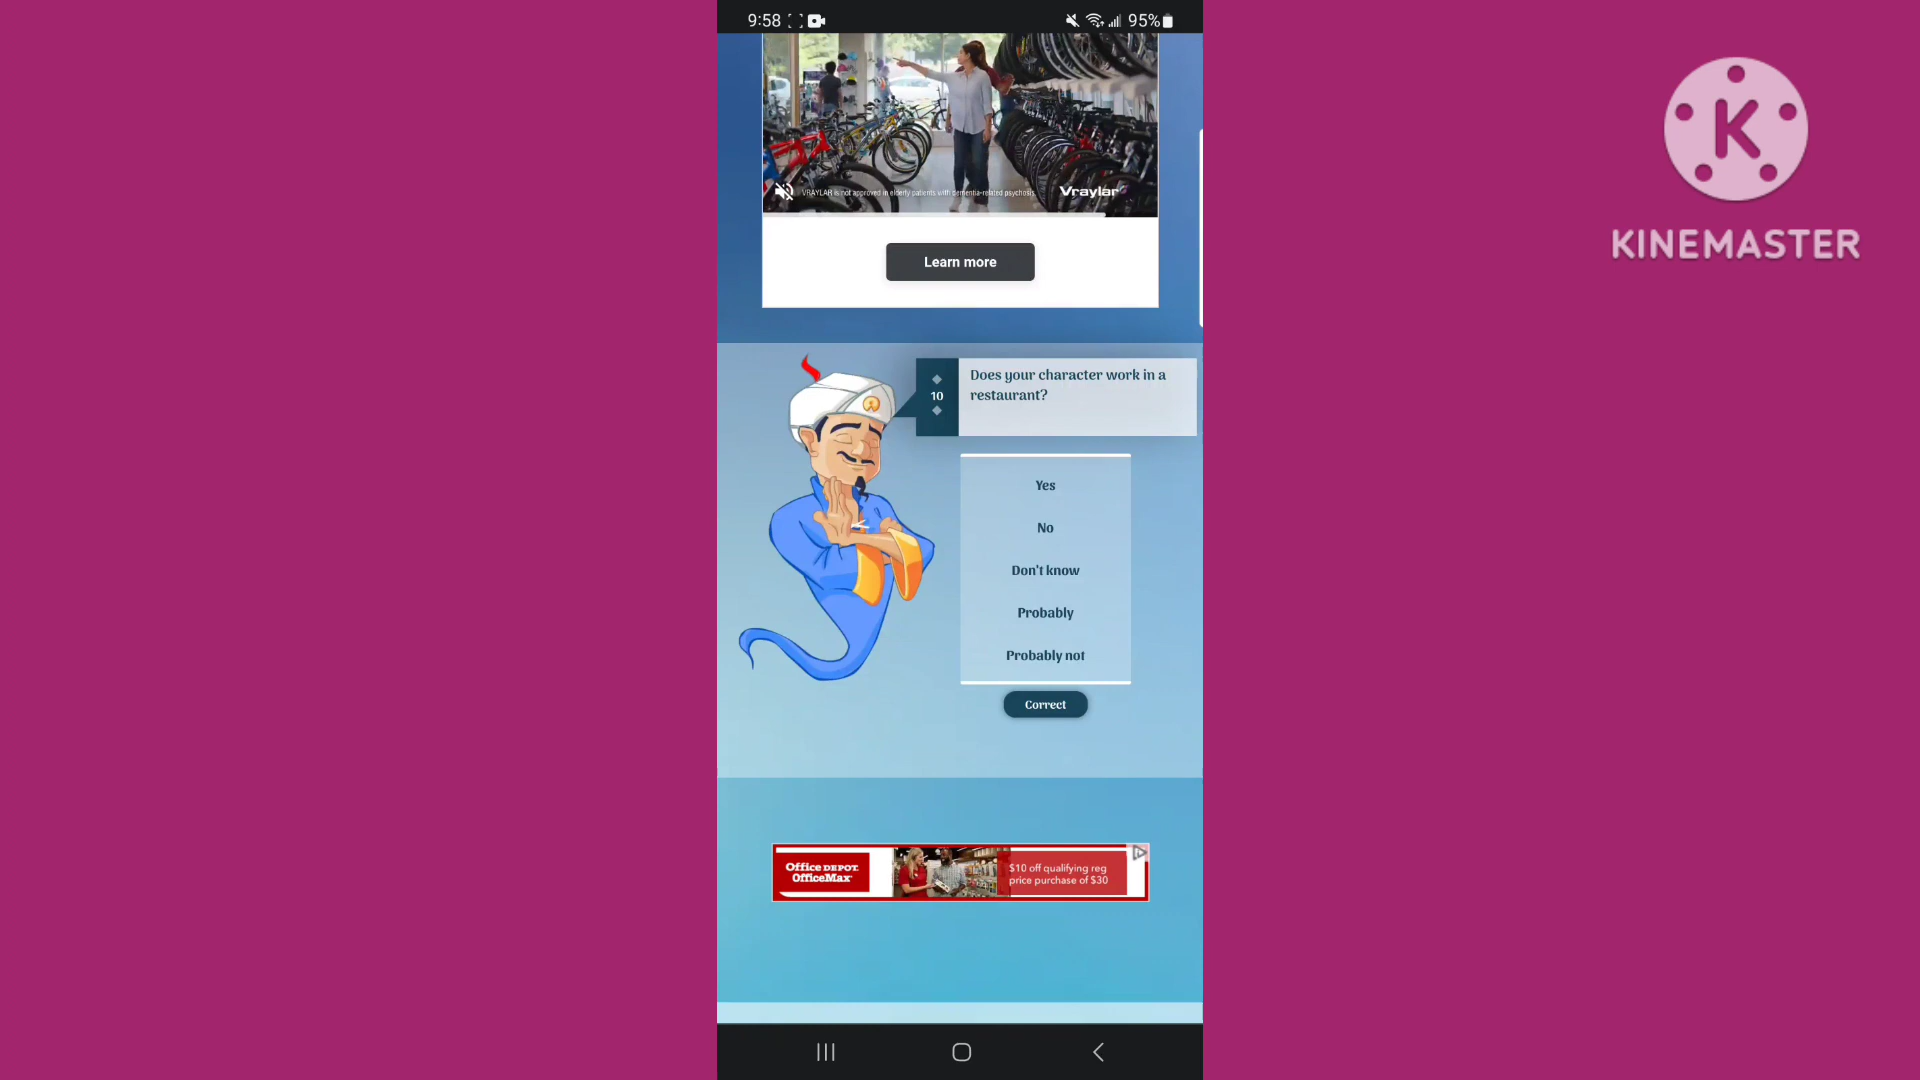 9:58
95%
VRAYLAR is not approved in elderly patients with dementia-related psychosis.
Vraylar
Learn more
K
KINEMASTER
10
Does your character work in a
restaurant?
Yes
No
Don't know
Probably
Probably not
Correct
Office DEPOT
OfficeMax
$10 off qualifying reg
price purchase of $30